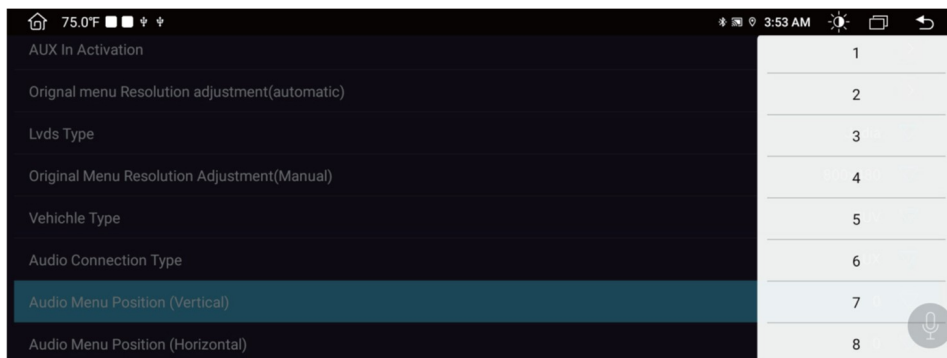 75.0°F 3:53 AM
AUX In Activation 1
Orignal menu Resolution adjustment(automatic) 2
Lvds Type 3
Original Menu Resolution Adjustment(Manual) 4
Vehichle Type 5
Audio Connection Type 6
Audio Menu Position (Vertical) 7
Audio Menu Position (Horizontal) 8